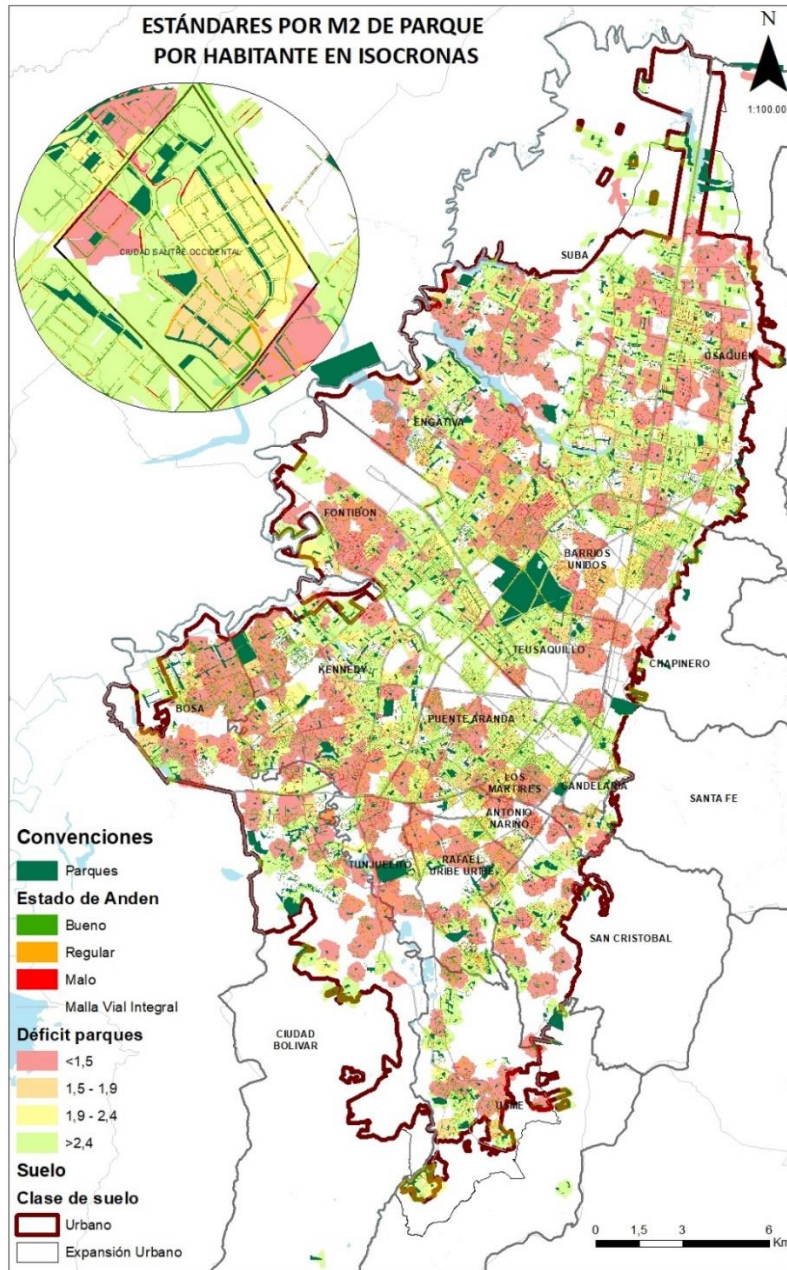 ESTÁNDARES POR M2 DE PARQUE
POR HABITANTE EN ISOCRONAS
N
1:100.00
CIUDAD SALITRE OCCIDENTAL
SUBA
USAQUEN
ENGATIVA
FONTIBON
BARRIOS
UNIDOS
TEUSAQUILLO
CHAPINERO
KENNEDY
BOSA
PUENTE ARANDA
LOS
MARTIRES
CANDELARIA
SANTA FE
ANTONIO
NARIÑO
TUNJUELITO
RAFAEL
URIBE URIBE
SAN CRISTOBAL
CIUDAD
BOLIVAR
USME
Convenciones
Parques
Estado de Anden
Bueno
Regular
Malo
Malla Vial Integral
Déficit parques
<1,5
1,5 - 1,9
1,9 - 2,4
>2,4
Suelo
Clase de suelo
Urbano
Expansión Urbano
0 1,5 3 6
Km